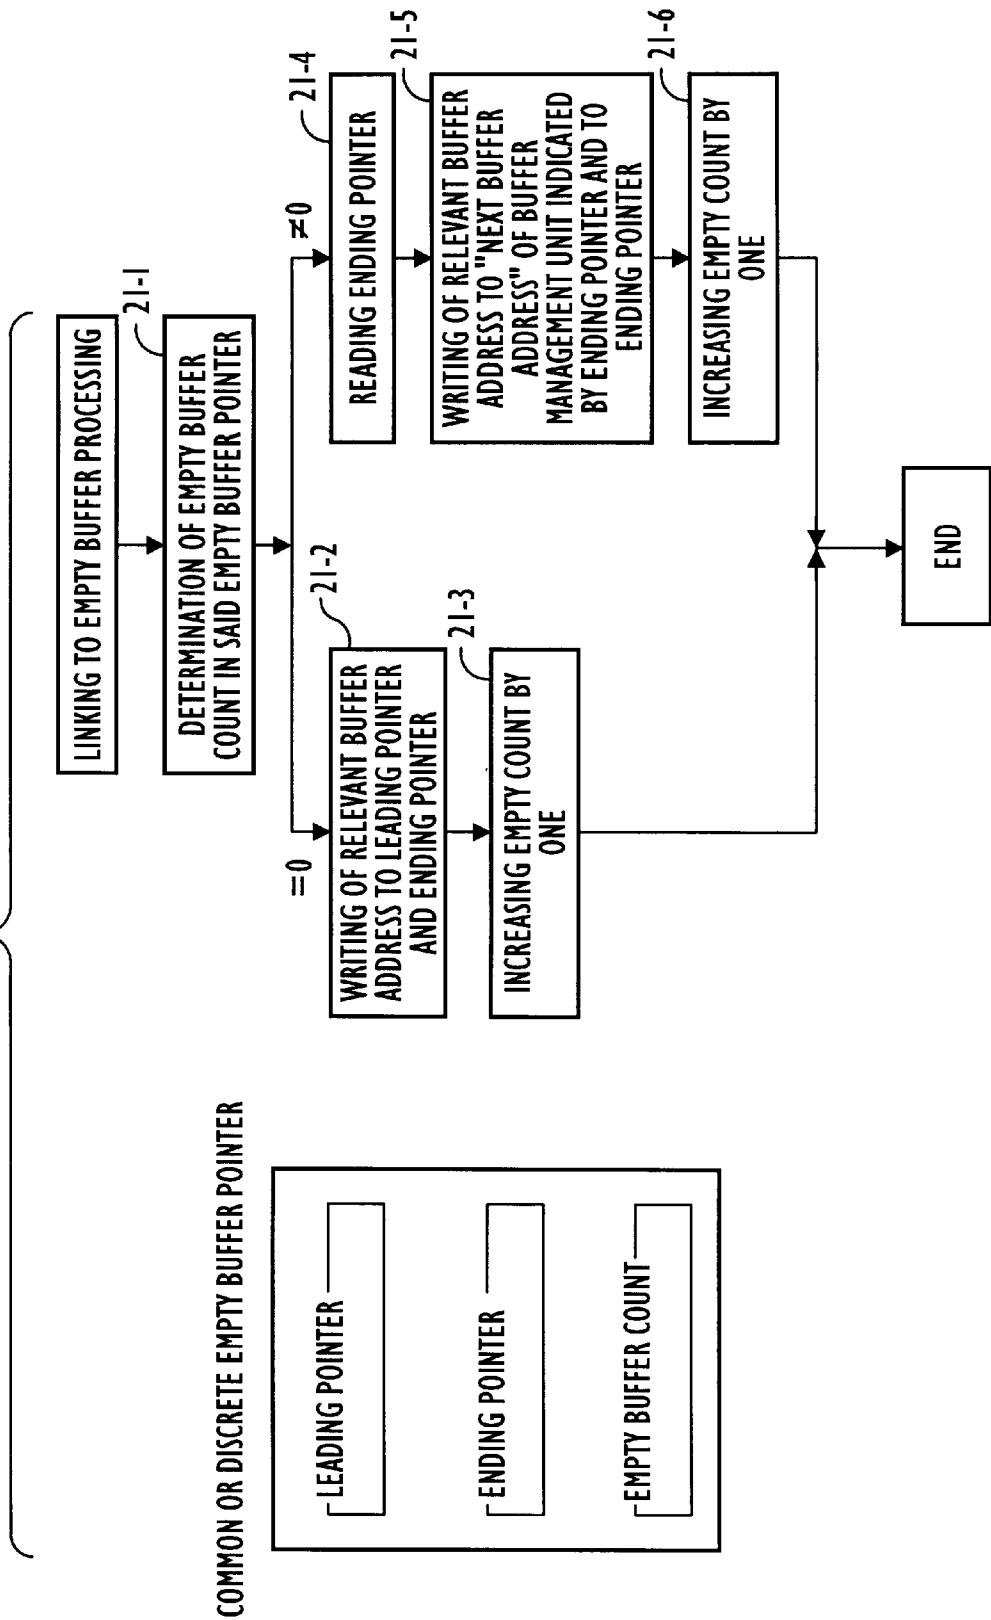 COMMON OR DISCRETE EMPTY BUFFER POINTER
LEADING POINTER
ENDING POINTER
EMPTY BUFFER COUNT
LINKING TO EMPTY BUFFER PROCESSING
21-1
DETERMINATION OF EMPTY BUFFER
COUNT IN SAID EMPTY BUFFER POINTER
=0
21-2
WRITING OF RELEVANT BUFFER
ADDRESS TO LEADING POINTER
AND ENDING POINTER
21-3
INCREASING EMPTY COUNT BY
ONE
≠0
21-4
READING ENDING POINTER
21-5
WRITING OF RELEVANT BUFFER
ADDRESS TO "NEXT BUFFER
ADDRESS" OF BUFFER
MANAGEMENT UNIT INDICATED
BY ENDING POINTER AND TO
ENDING POINTER
21-6
INCREASING EMPTY COUNT BY
ONE
END